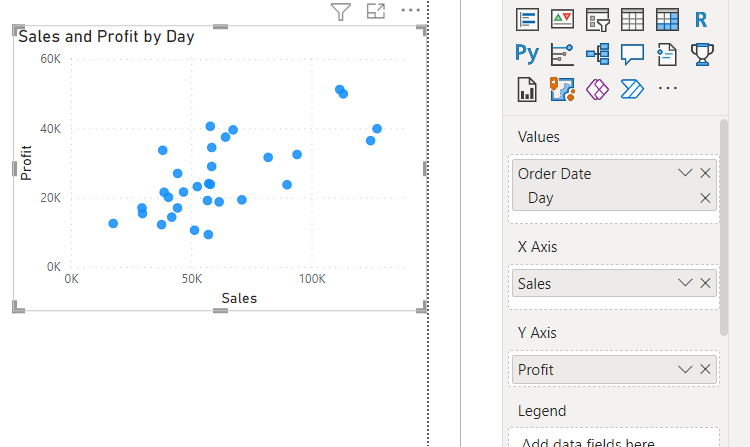 Sales and Profit by Day
60K
40K
20K
0K
Profit
0K
50K
100K
Sales
R
Py
Values
Order Date
Day
X Axis
Sales
Y Axis
Profit
Legend
Add data fields here